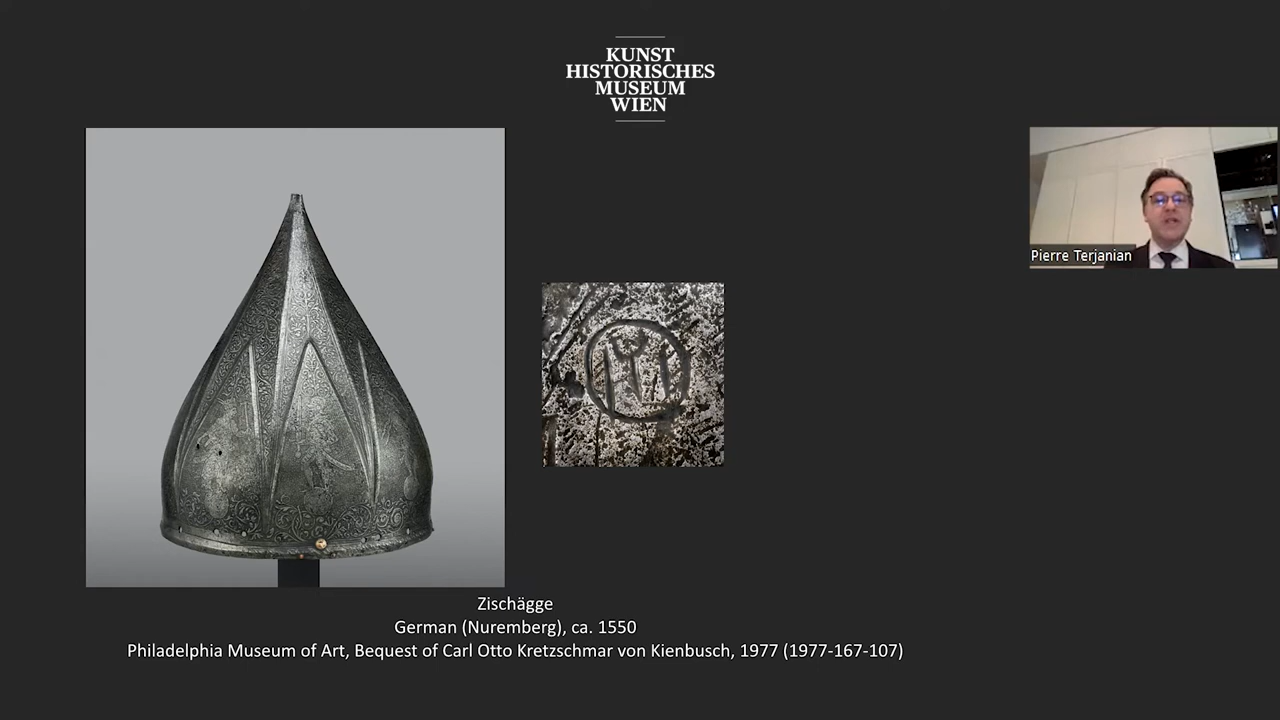 KUNST
HISTORISCHES
MUSEUM
WIEN
Pierre Terjanian
Zischägge
German (Nuremberg), ca. 1550
Philadelphia Museum of Art, Bequest of Carl Otto Kretzschmar von Kienbusch, 1977 (1977-167-107)